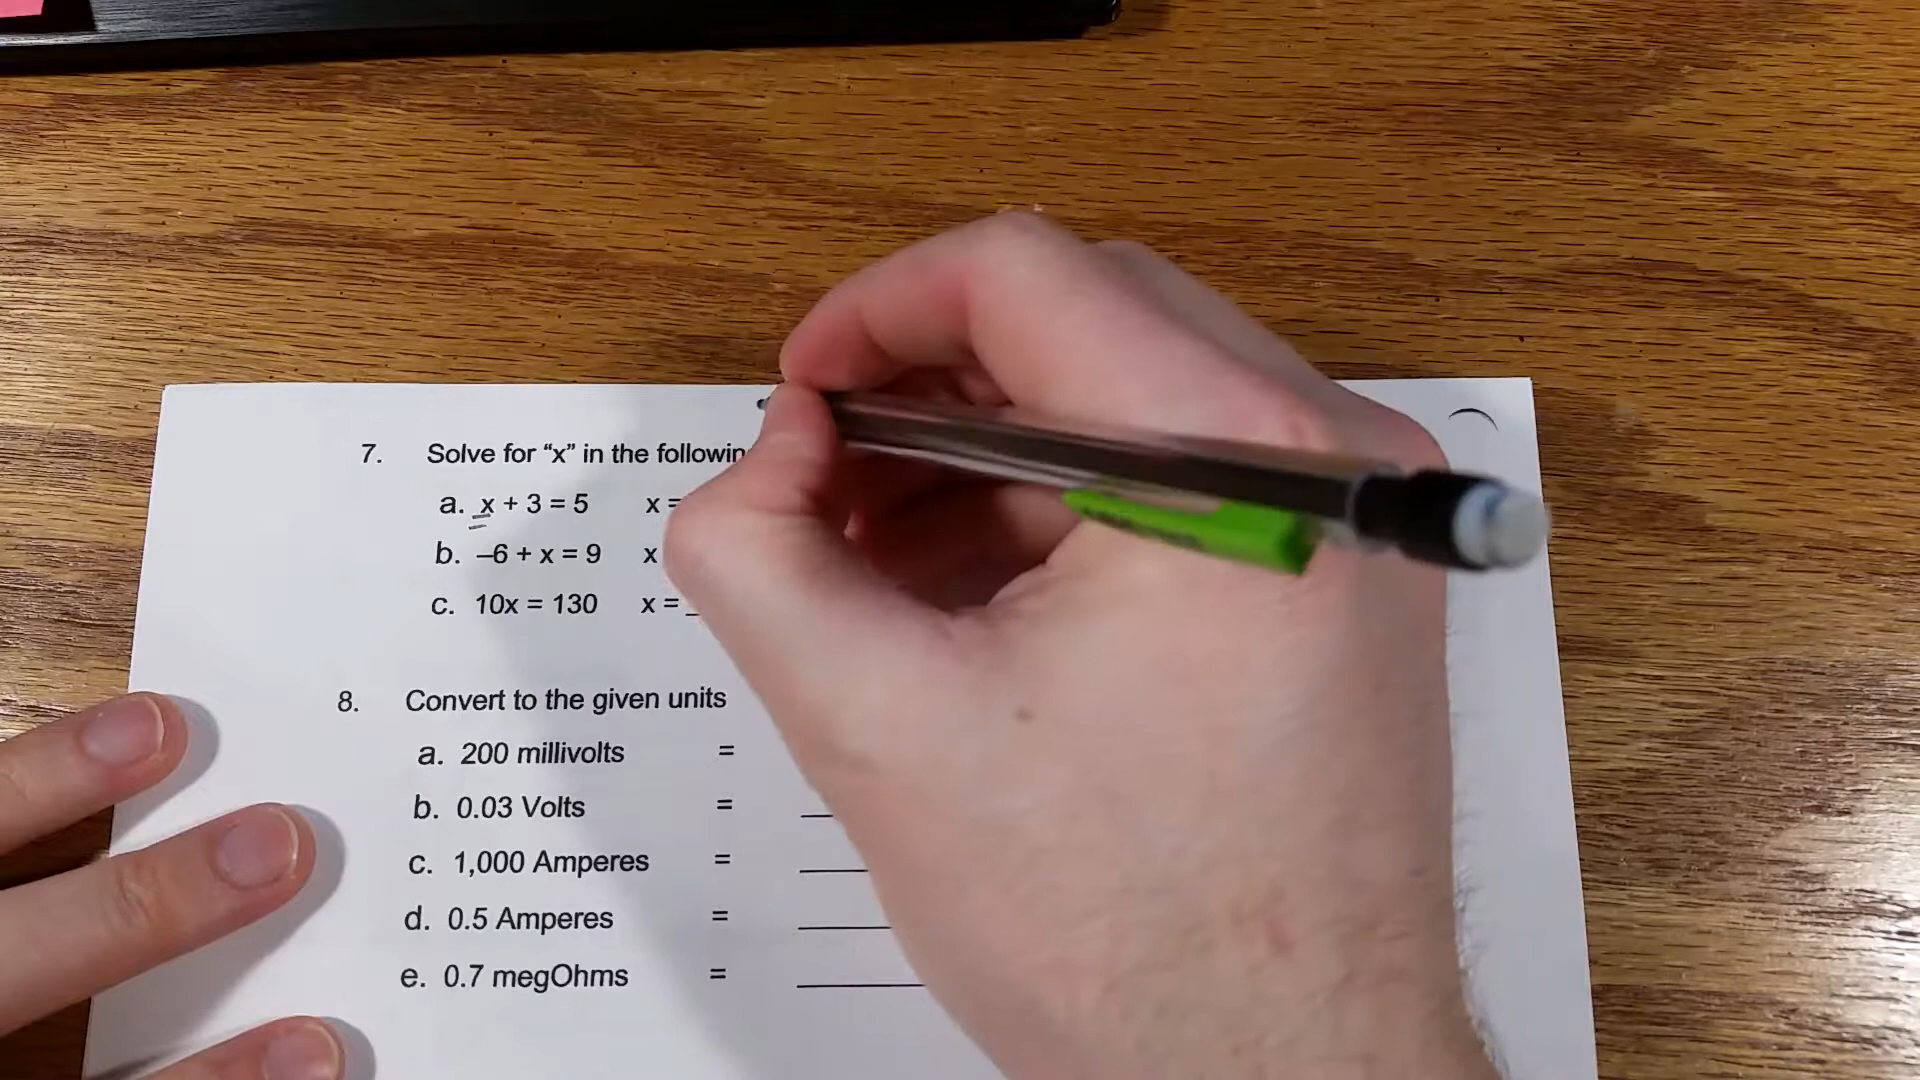 7. Solve for “x” in the
a. x + 3 = 5 x =
b. –6 + x = 9 x
c. 10x = 130 x =
8. Convert to the given units
a. 200 millivolts =
b. 0.03 Volts =
c. 1,000 Amperes =
d. 0.5 Amperes =
e. 0.7 megOhms =